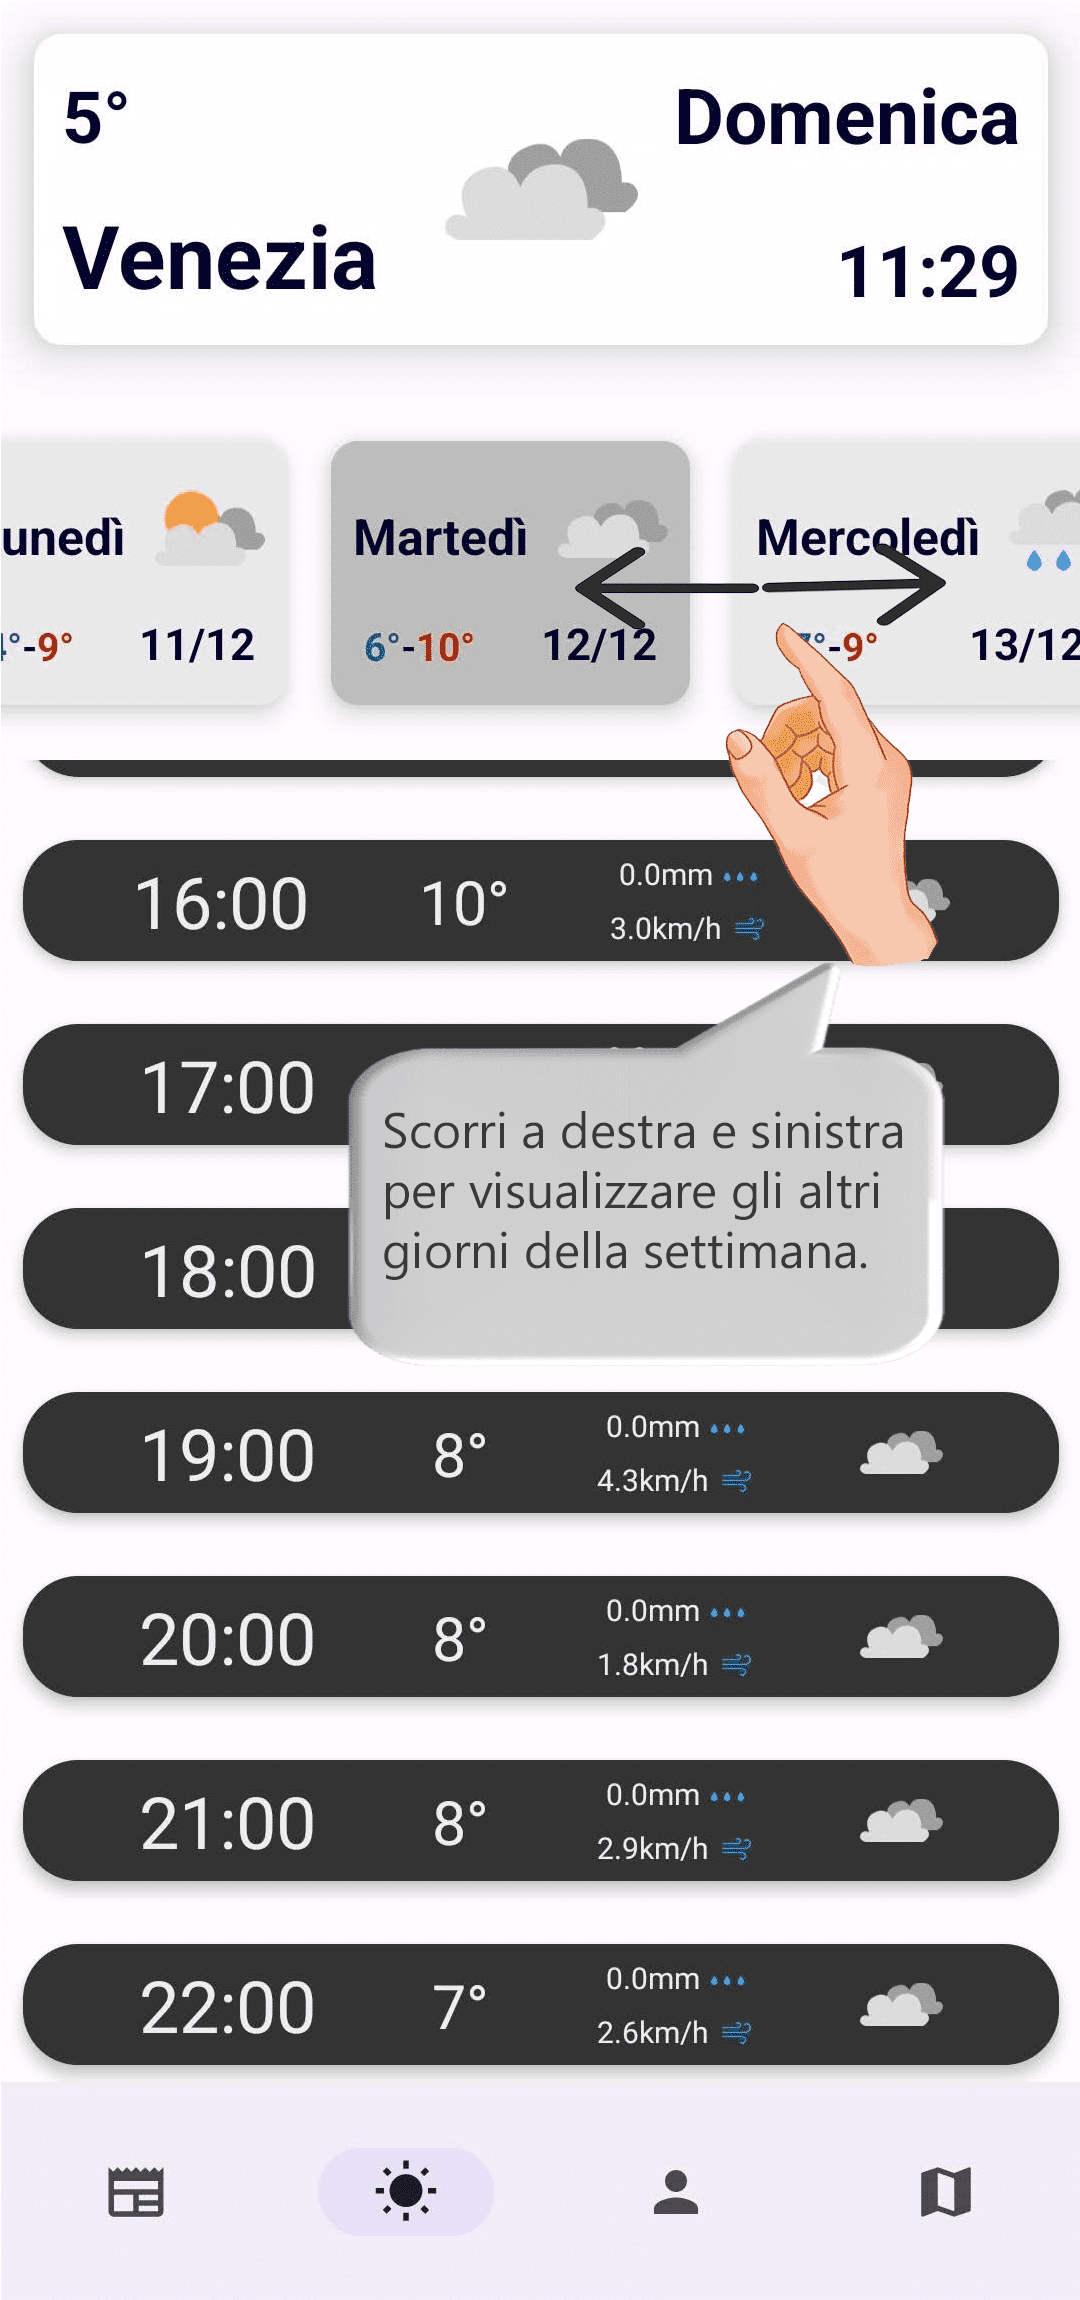 5°
Domenica
Venezia
11:29
unedì
Martedì
Mercoledì
4°-9°
11/12
6°-10°
12/12
7°-9°
13/12
16:00
10°
0.0mm
3.0km/h
17:00
Scorri a destra e sinistra
per visualizzare gli altri
giorni della settimana.
18:00
19:00
8°
0.0mm
4.3km/h
20:00
8°
0.0mm
1.8km/h
21:00
8°
0.0mm
2.9km/h
22:00
7°
0.0mm
2.6km/h